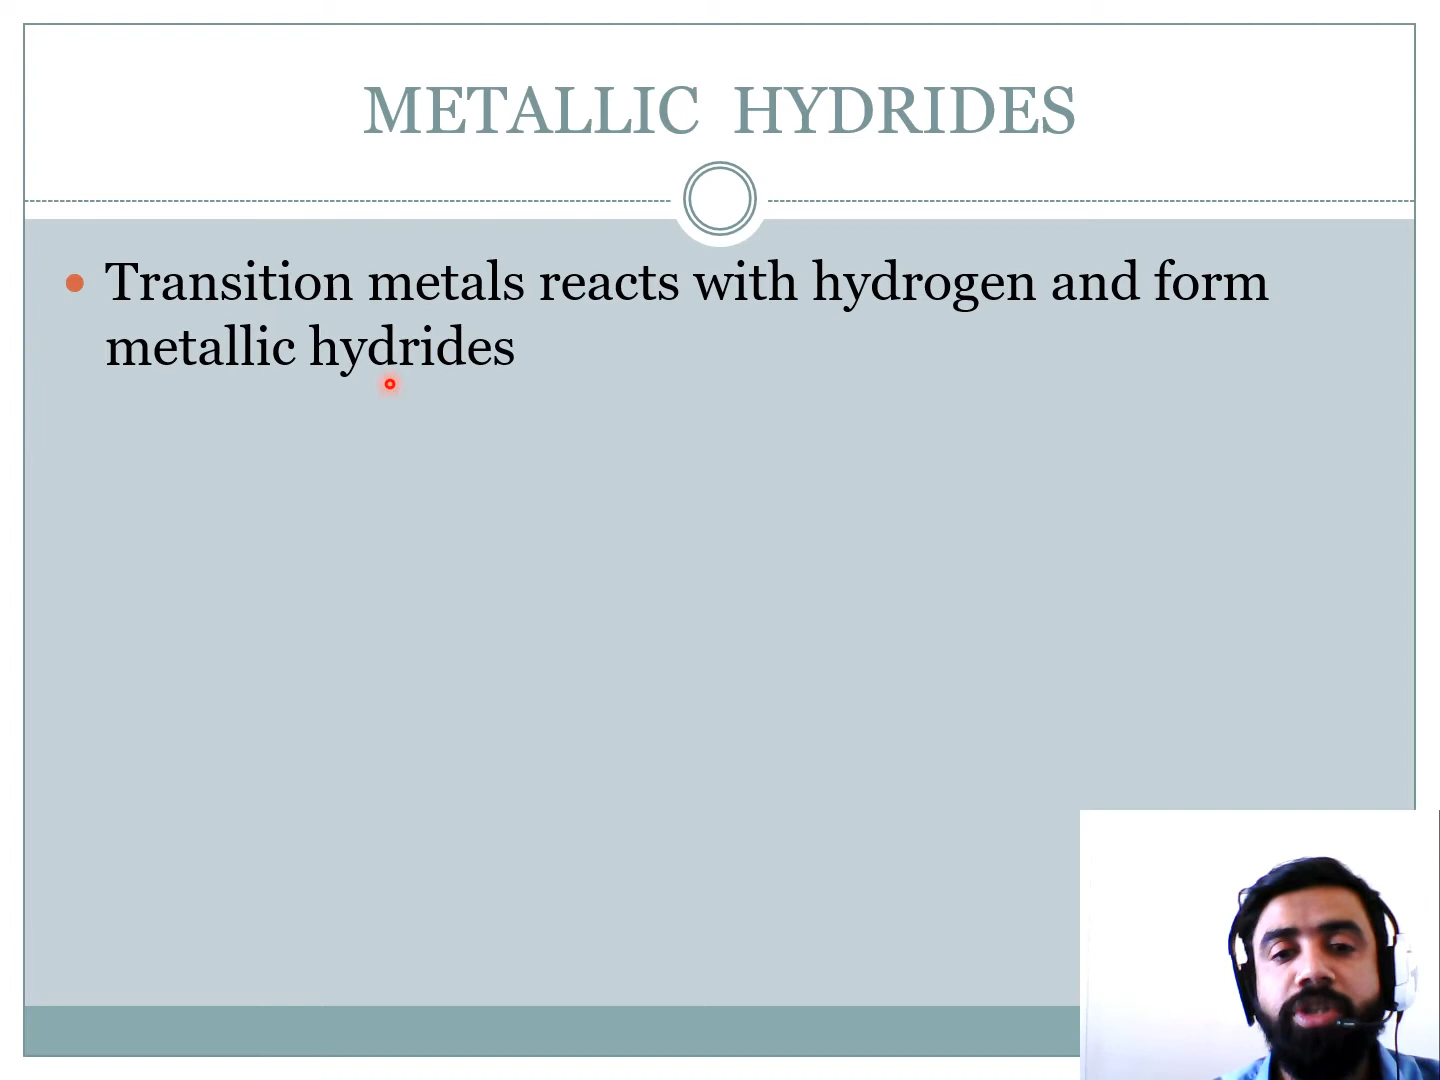 METALLIC HYDRIDES
Transition metals reacts with hydrogen and form
metallic hydrides